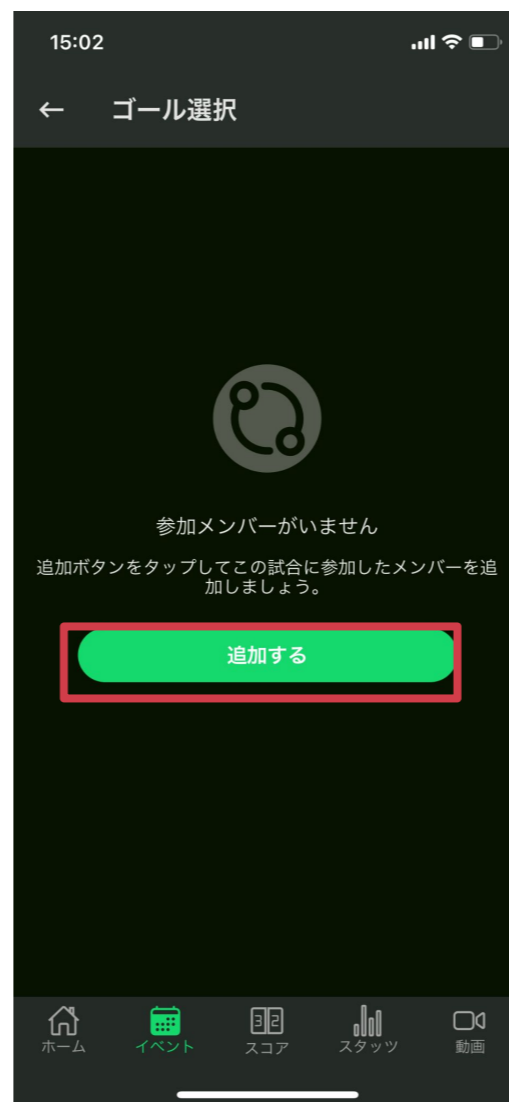 15:02
ゴール選択
参加メンバーがいません
追加ボタンをタップしてこの試合に参加したメンバーを追
加しましょう。
追加する
ホーム
イベント
スコア
スタッツ
動画